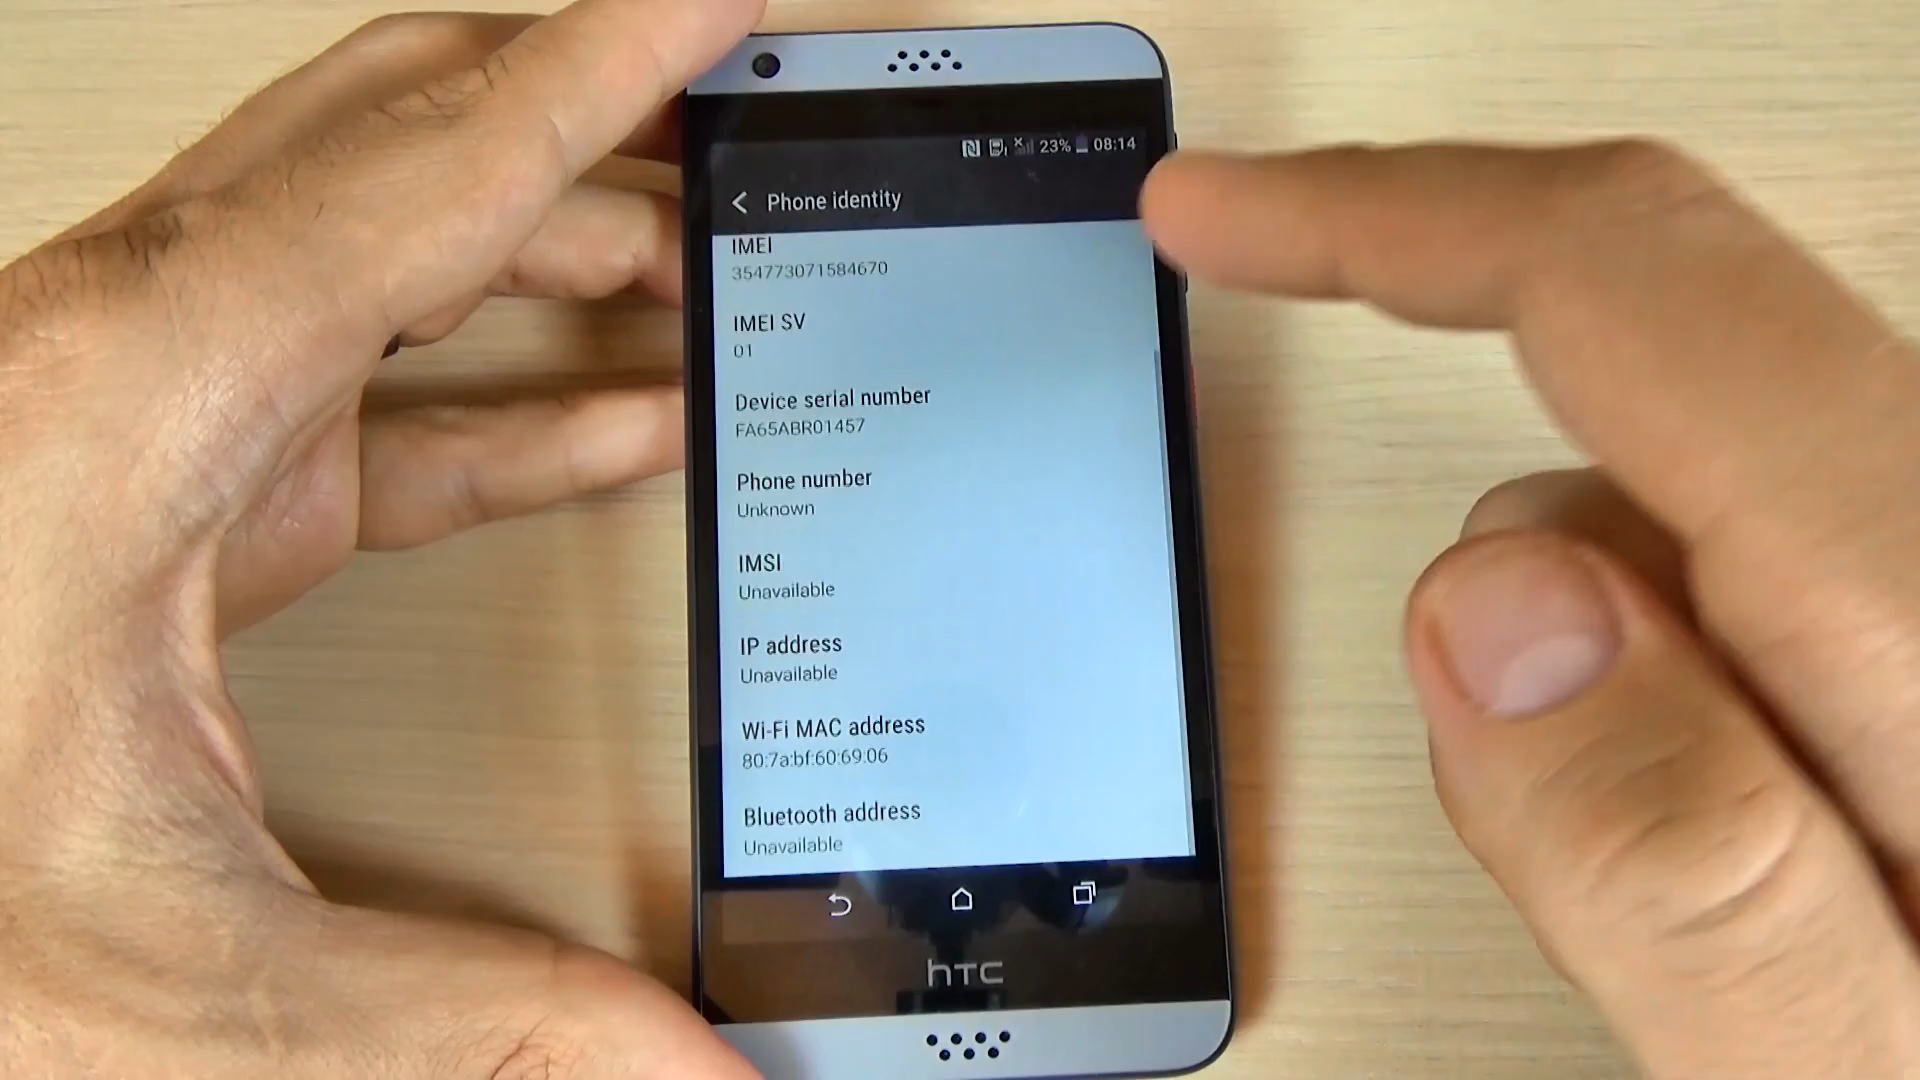 23% 08:14
Phone identity
IMEI
354773071584670
IMEI SV
01
Device serial number
FA65ABR01457
Phone number
Unknown
IMSI
Unavailable
IP address
Unavailable
Wi-Fi MAC address
80:7a:bf:60:69:06
Bluetooth address
Unavailable
hTC